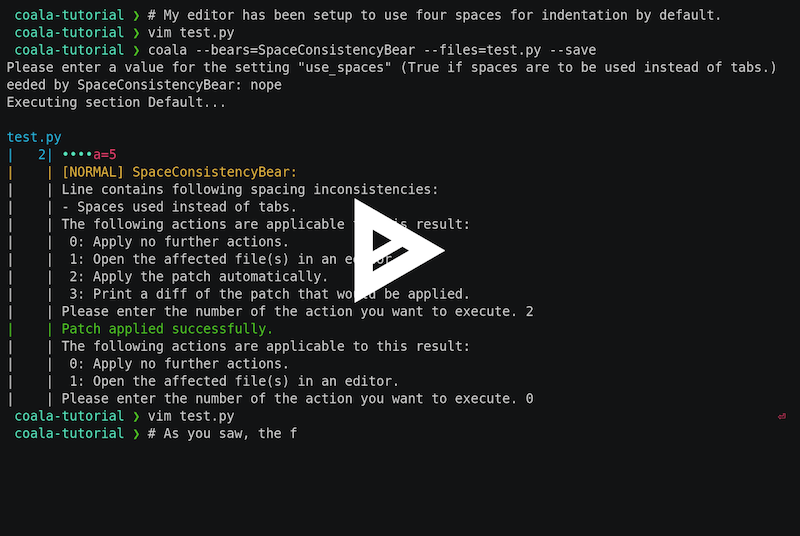 coala-tutorial ❯ # My editor has been setup to use four spaces for indentation by default.
coala-tutorial ❯ vim test.py
coala-tutorial ❯ coala --bears=SpaceConsistencyBear --files=test.py --save
Please enter a value for the setting "use_spaces" (True if spaces are to be used instead of tabs.)
eeded by SpaceConsistencyBear: nope
Executing section Default...
test.py
|   2| ••••a=5
|    | [NORMAL] SpaceConsistencyBear:
|    | Line contains following spacing inconsistencies:
|    | - Spaces used instead of tabs.
|    | The following actions are applicable this result:
|    |  0: Apply no further actions.
|    |  1: Open the affected file(s) in an editor.
|    |  2: Apply the patch automatically.
|    |  3: Print a diff of the patch that would be applied.
|    | Please enter the number of the action you want to execute. 2
|    | Patch applied successfully.
|    | The following actions are applicable to this result:
|    |  0: Apply no further actions.
|    |  1: Open the affected file(s) in an editor.
|    | Please enter the number of the action you want to execute. 0
coala-tutorial ❯ vim test.py ⏎
coala-tutorial ❯ # As you saw, the f